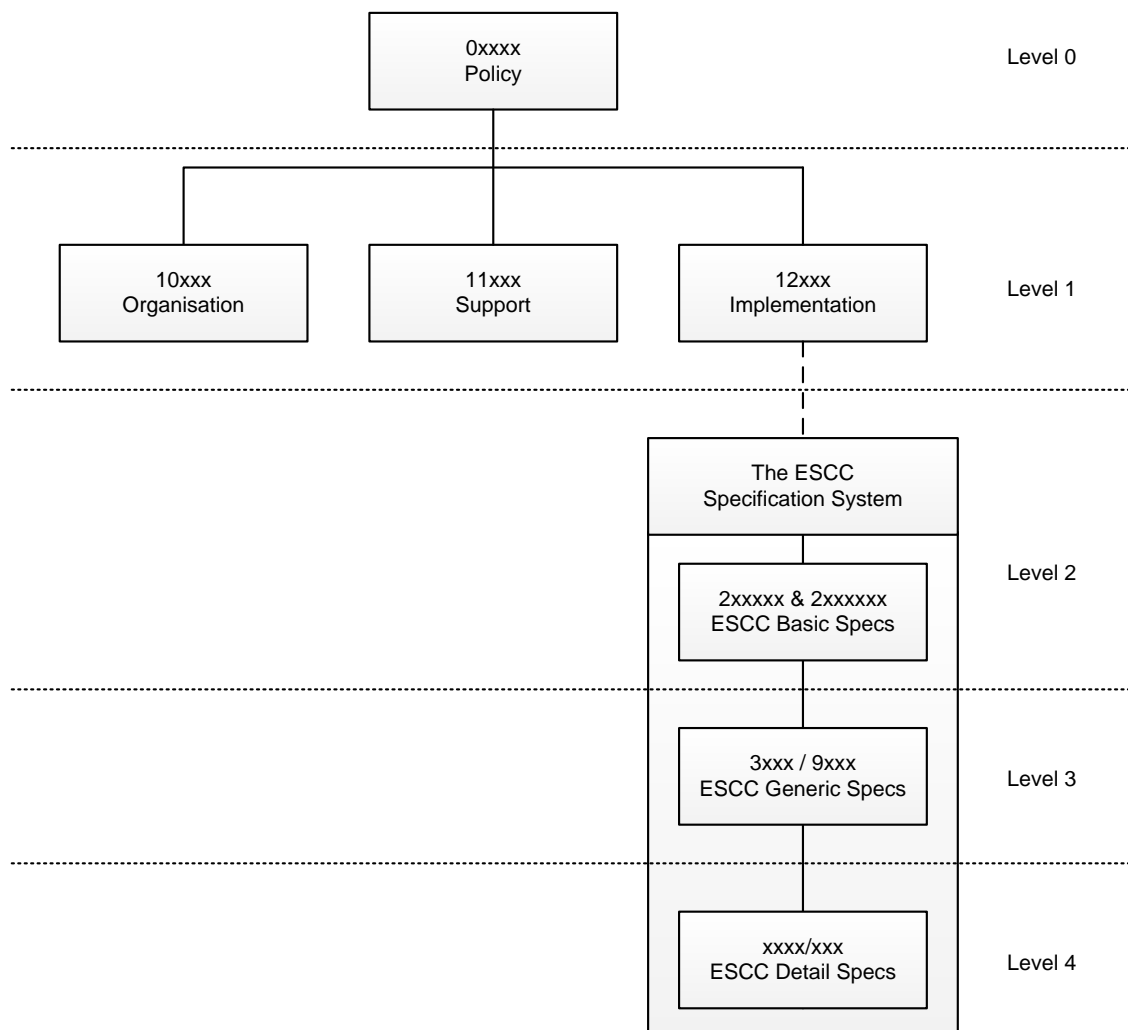 0xxxx
Policy
Level 0
10xxx
Organisation
11xxx
Support
12xxx
Implementation
Level 1
The ESCC
Specification System
2xxxxx & 2xxxxxx
ESCC Basic Specs
Level 2
3xxx / 9xxx
ESCC Generic Specs
Level 3
xxxx/xxx
ESCC Detail Specs
Level 4